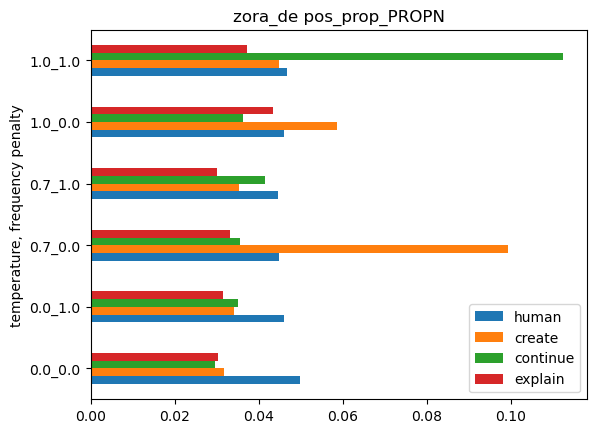 zora_de pos_prop_PROPN
temperature, frequency penalty
1.0_1.0
1.0_0.0
0.7_1.0
0.7_0.0
0.0_1.0
0.0_0.0
human
create
continue
explain
0.00 0.02 0.04 0.06 0.08 0.10